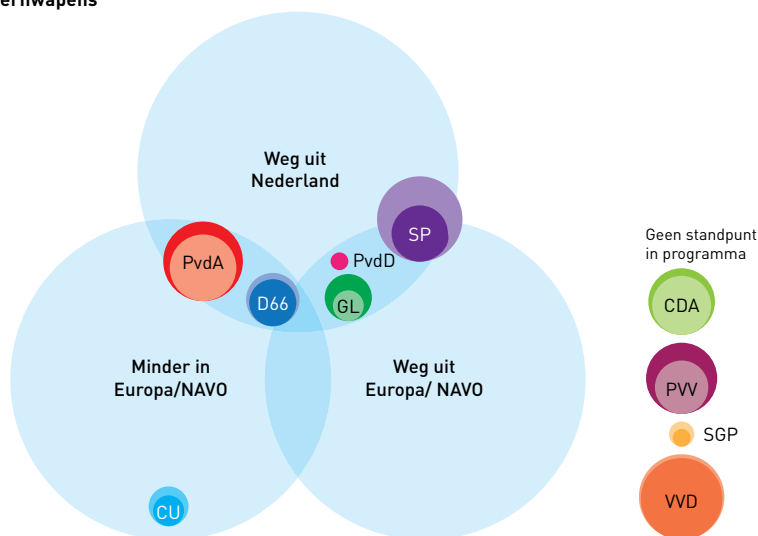 Weg uit
Nederland
SP
PvdA
PvdD
D66
GL
Minder in
Europa/NAVO
Weg uit
Europa/ NAVO
CU
Geen standpunt
in programma
CDA
PVV
SGP
VVD